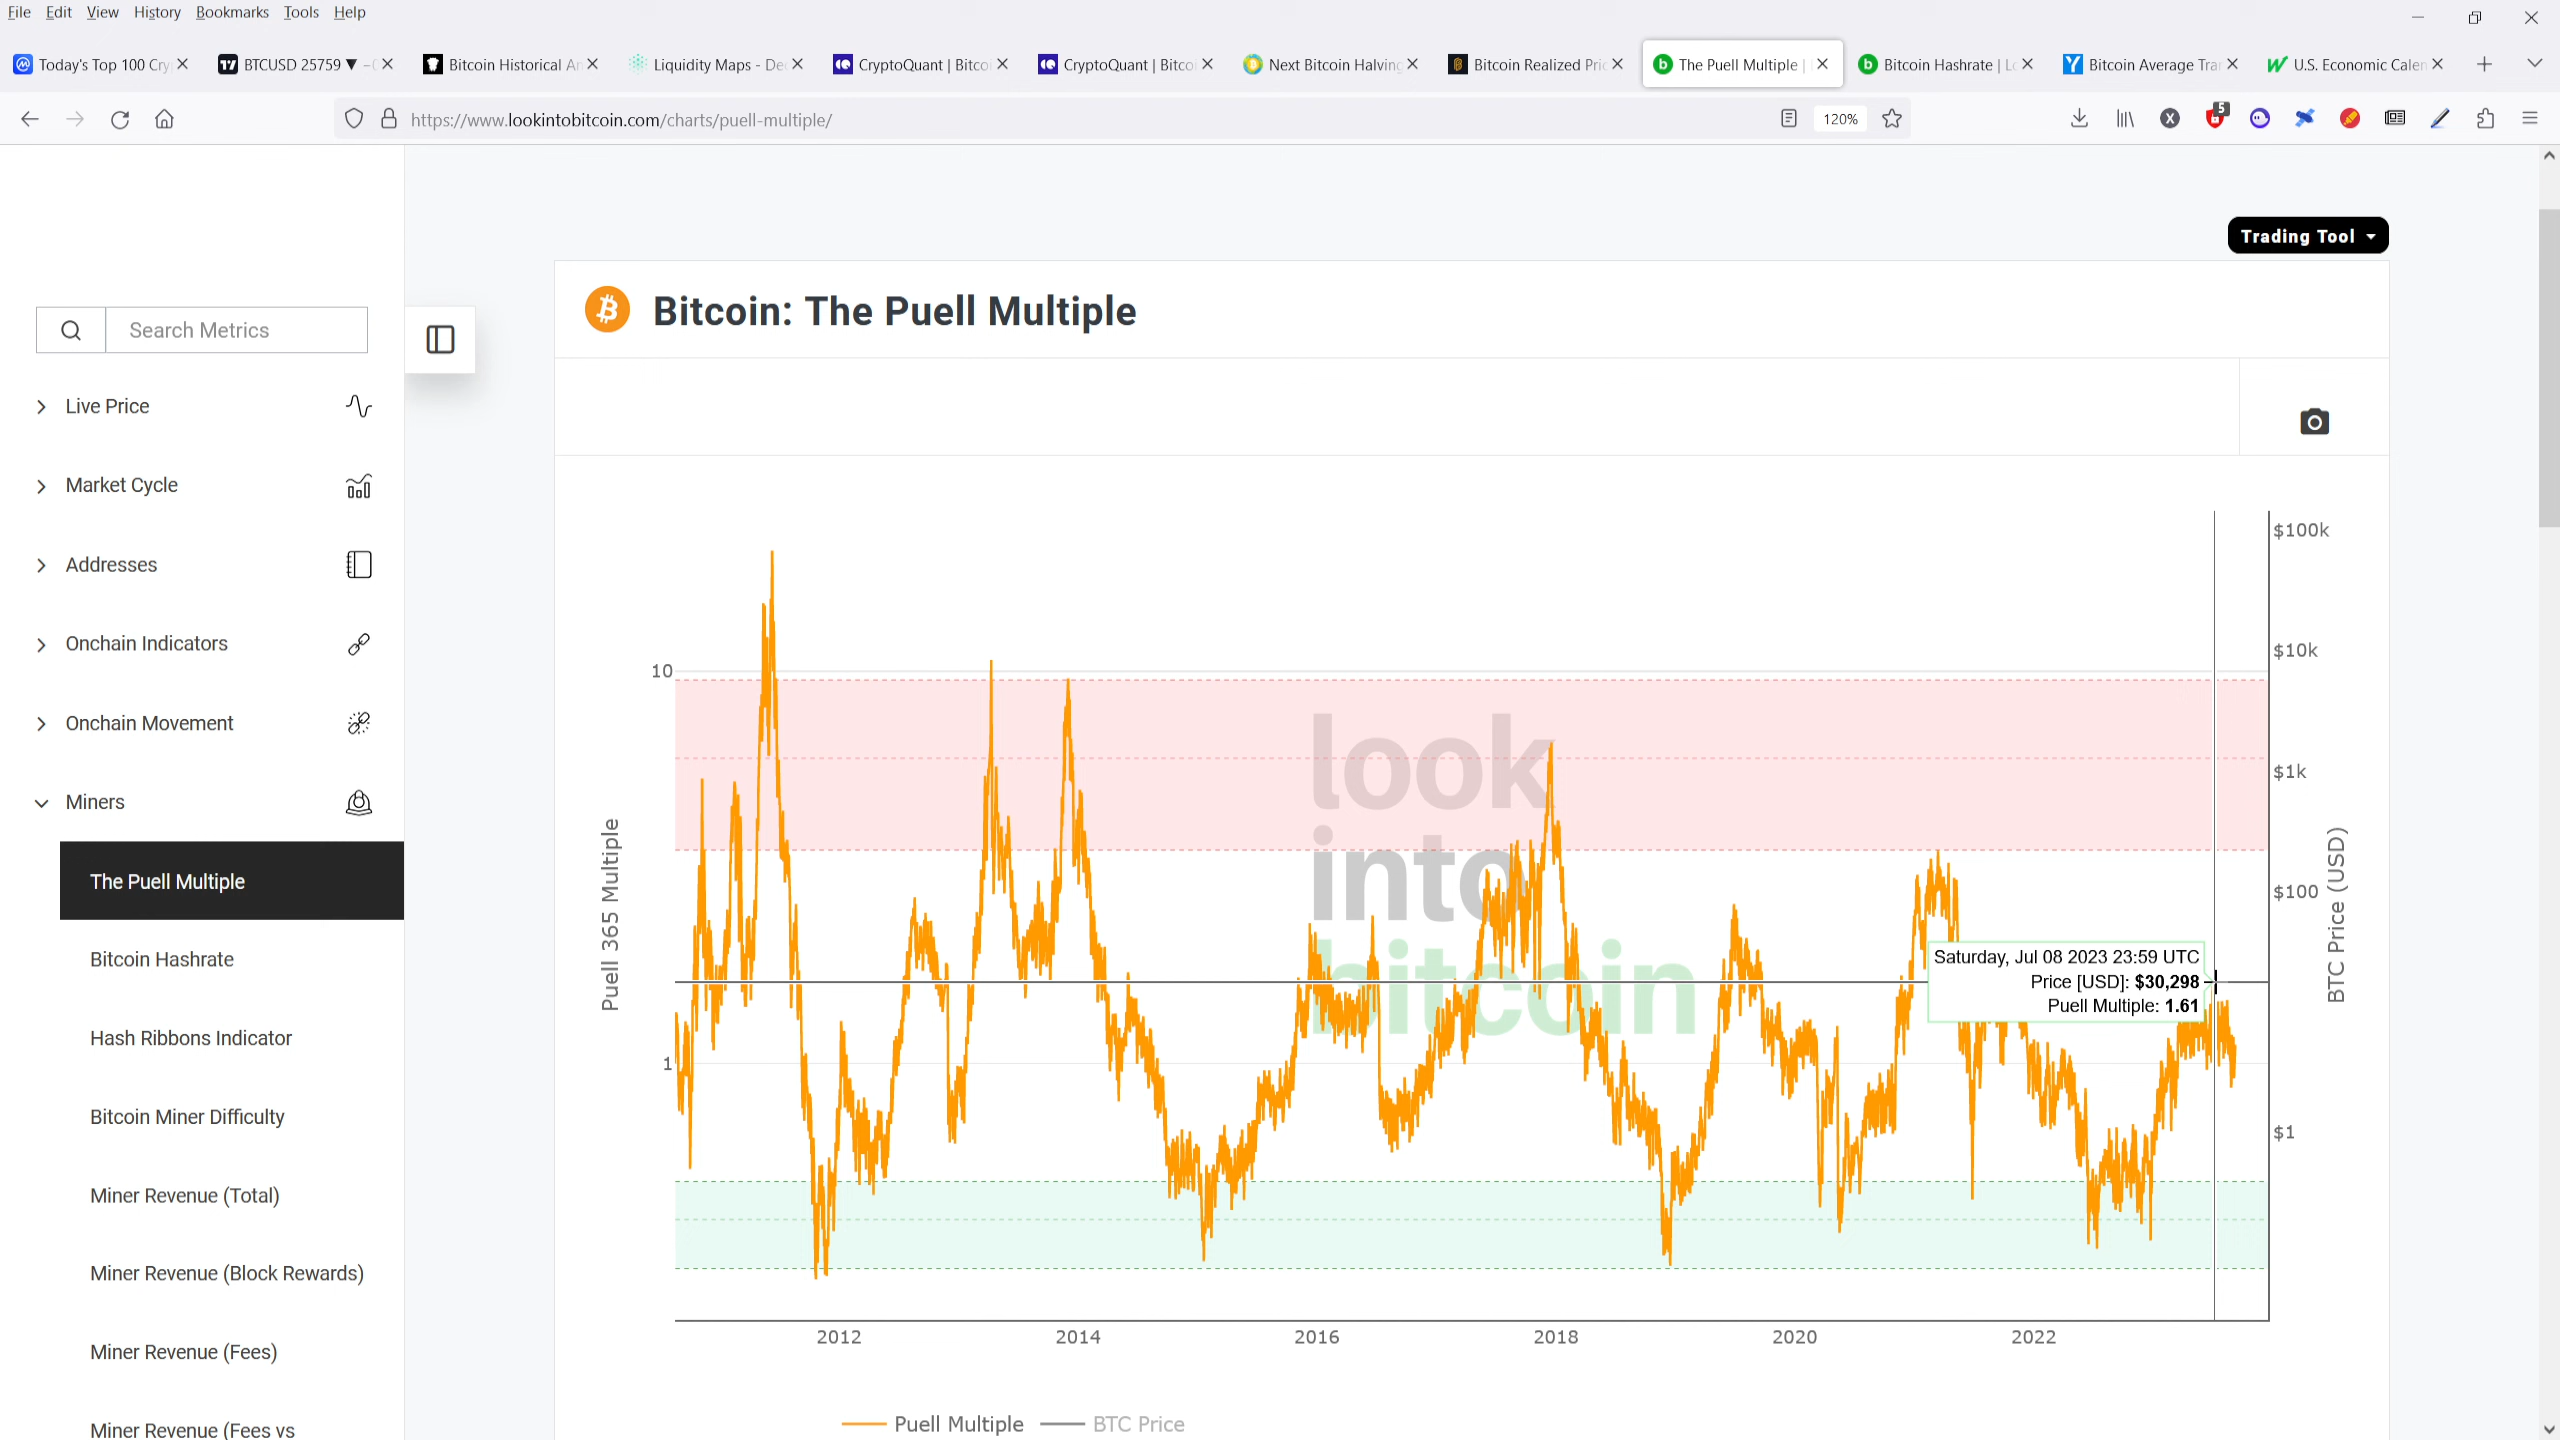 File Edit View History Bookmarks Tools Help
Today's Top 100 Cry
BTCUSD 25759 ▼ −0
Bitcoin Historical An
Liquidity Maps - De
CryptoQuant | Bitco
CryptoQuant | Bitco
Next Bitcoin Halving
Bitcoin Realized Pric
The Puell Multiple |
Bitcoin Hashrate | Lo
Bitcoin Average Tra
U.S. Economic Calen
https://www.lookintobitcoin.com/charts/puell-multiple/
120%
5
Trading Tool
Bitcoin: The Puell Multiple
Search Metrics
Live Price
Market Cycle
Addresses
Onchain Indicators
Onchain Movement
Miners
The Puell Multiple
Bitcoin Hashrate
Hash Ribbons Indicator
Bitcoin Miner Difficulty
Miner Revenue (Total)
Miner Revenue (Block Rewards)
Miner Revenue (Fees)
Miner Revenue (Fees vs
look
into
bitcoin
Puell 365 Multiple
10
1
$100k
$10k
$1k
$100
$1
BTC Price (USD)
Saturday, Jul 08 2023 23:59 UTC
Price [USD]: $30,298
Puell Multiple: 1.61
2012 2014 2016 2018 2020 2022
Puell Multiple BTC Price